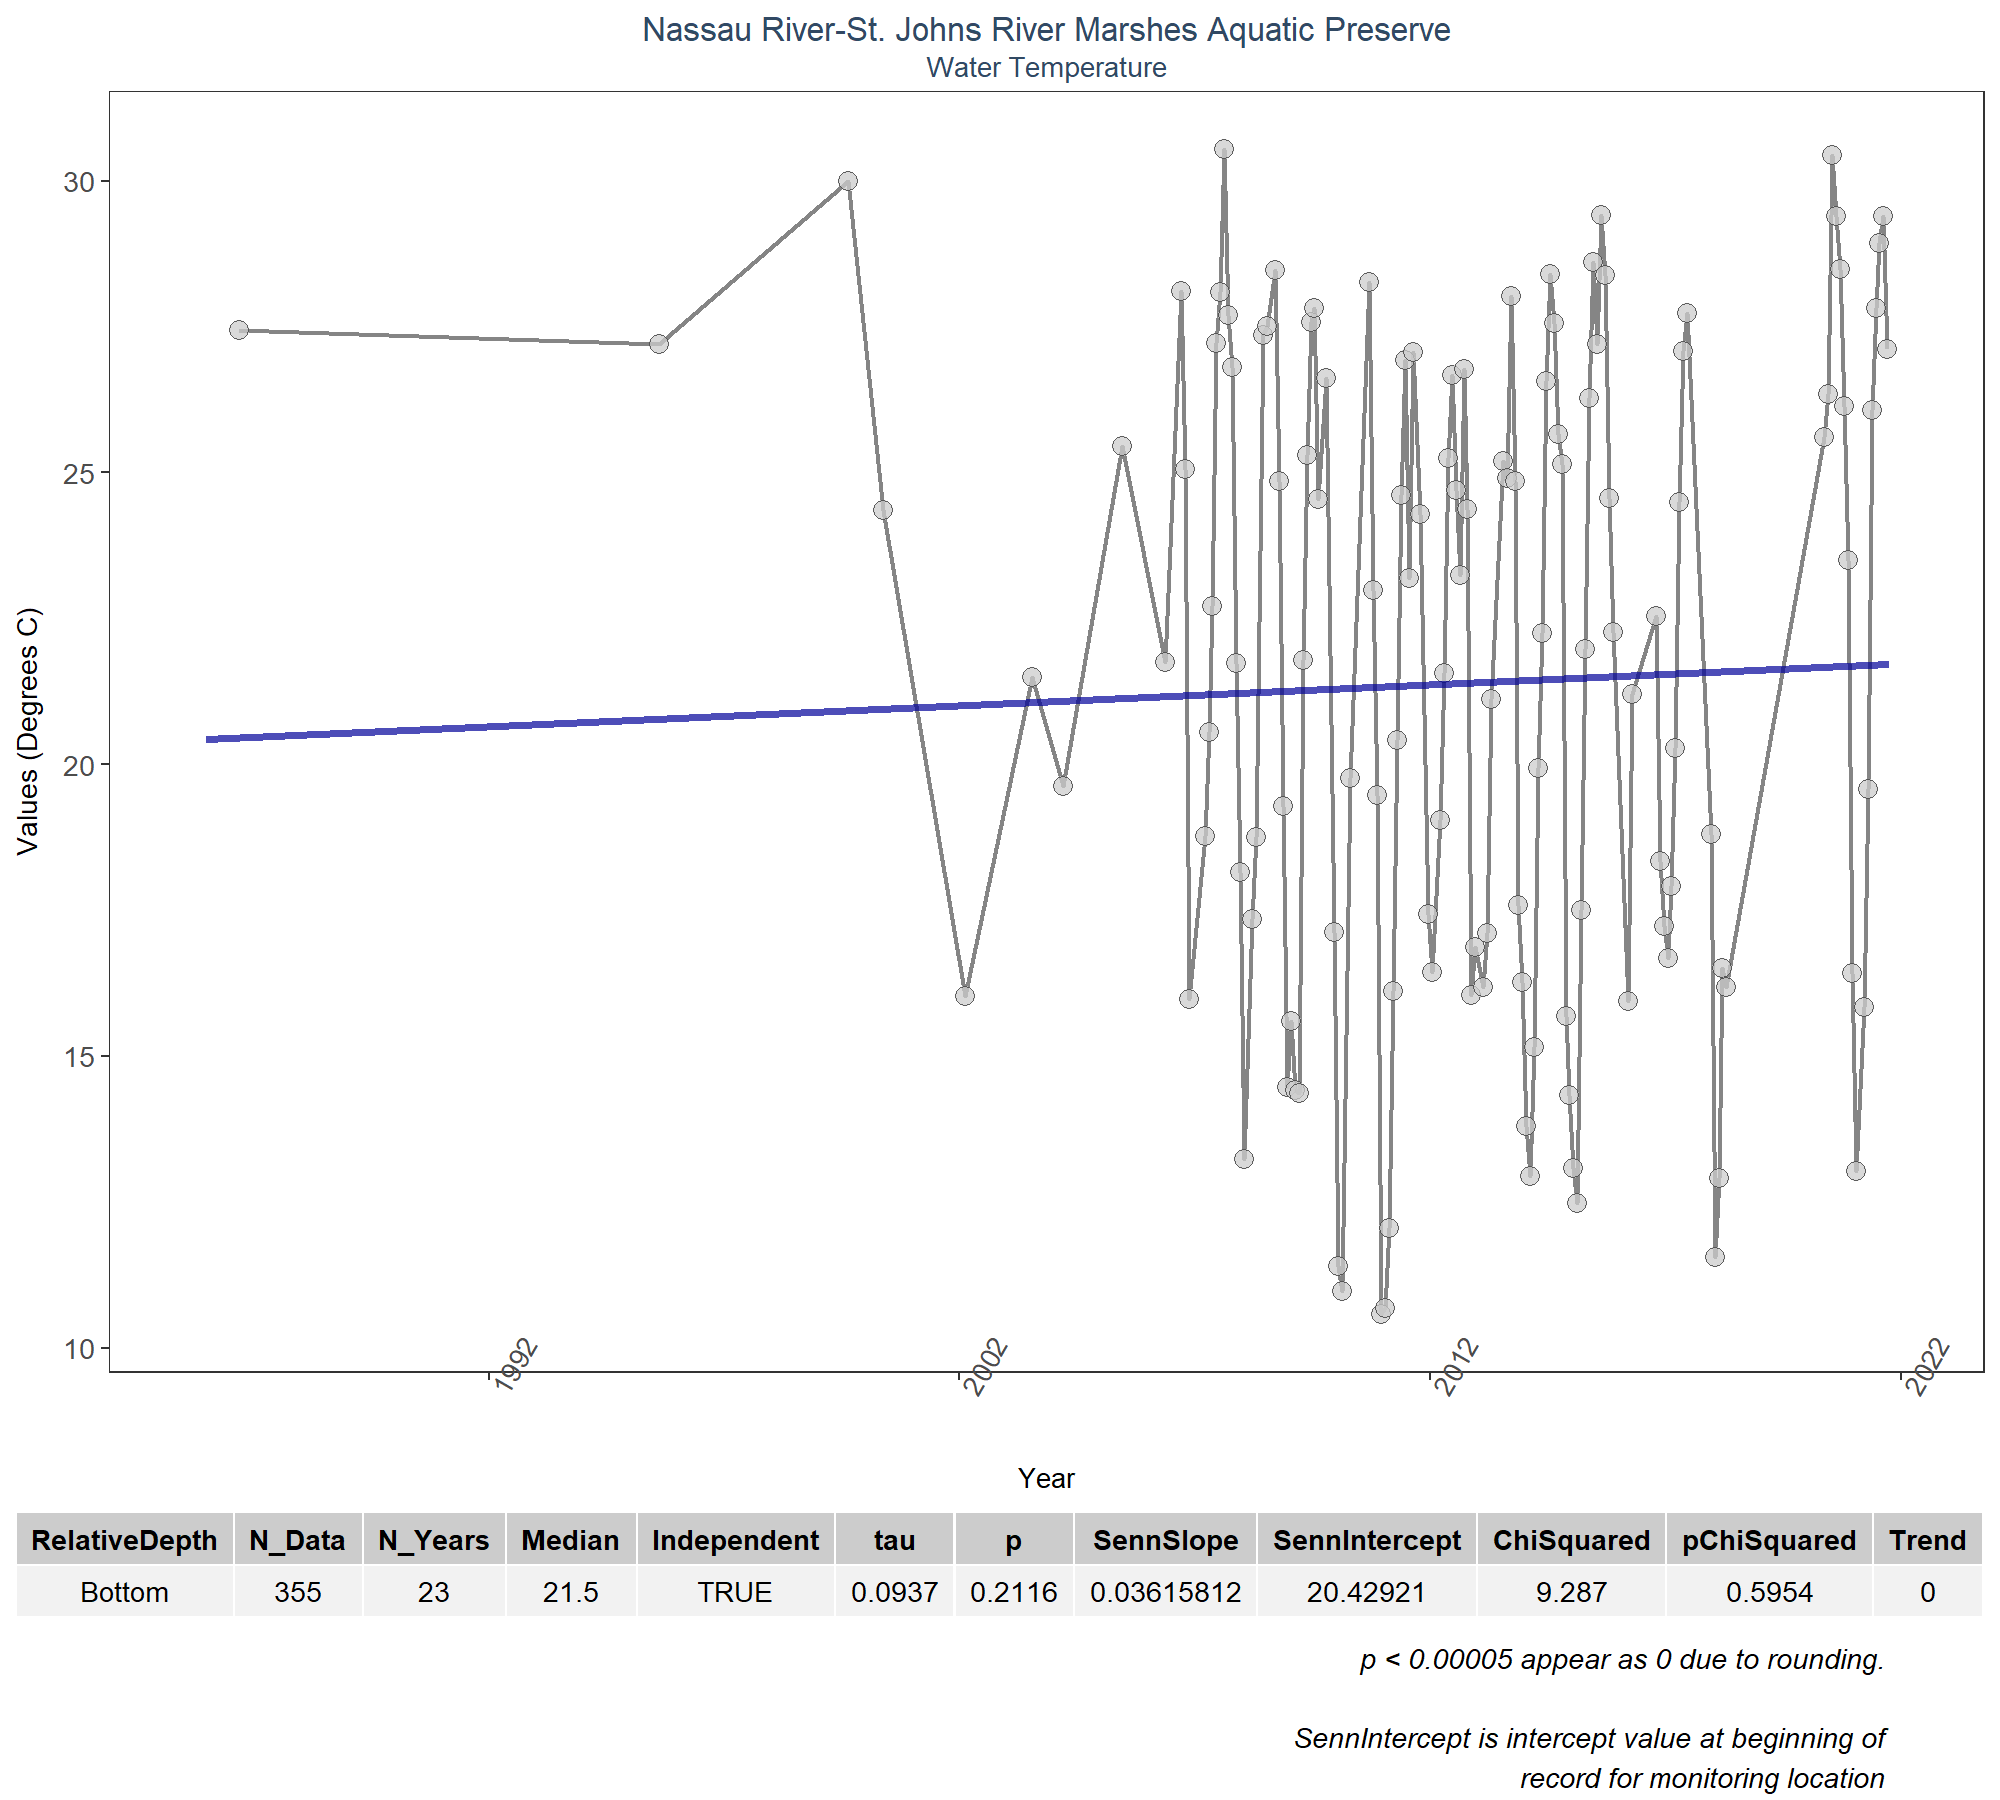 Nassau River-St. Johns River Marshes Aquatic Preserve
Water Temperature
Values (Degrees C)
30
25
20
15
10
1992
2002
2012
2022
Year
RelativeDepth N_Data N_Years Median Independent tau p SennSlope SennIntercept ChiSquared pChiSquared Trend
Bottom 355 23 21.5 TRUE 0.0937 0.2116 0.03615812 20.42921 9.287 0.5954 0
p < 0.00005 appear as 0 due to rounding.
SennIntercept is intercept value at beginning of
record for monitoring location